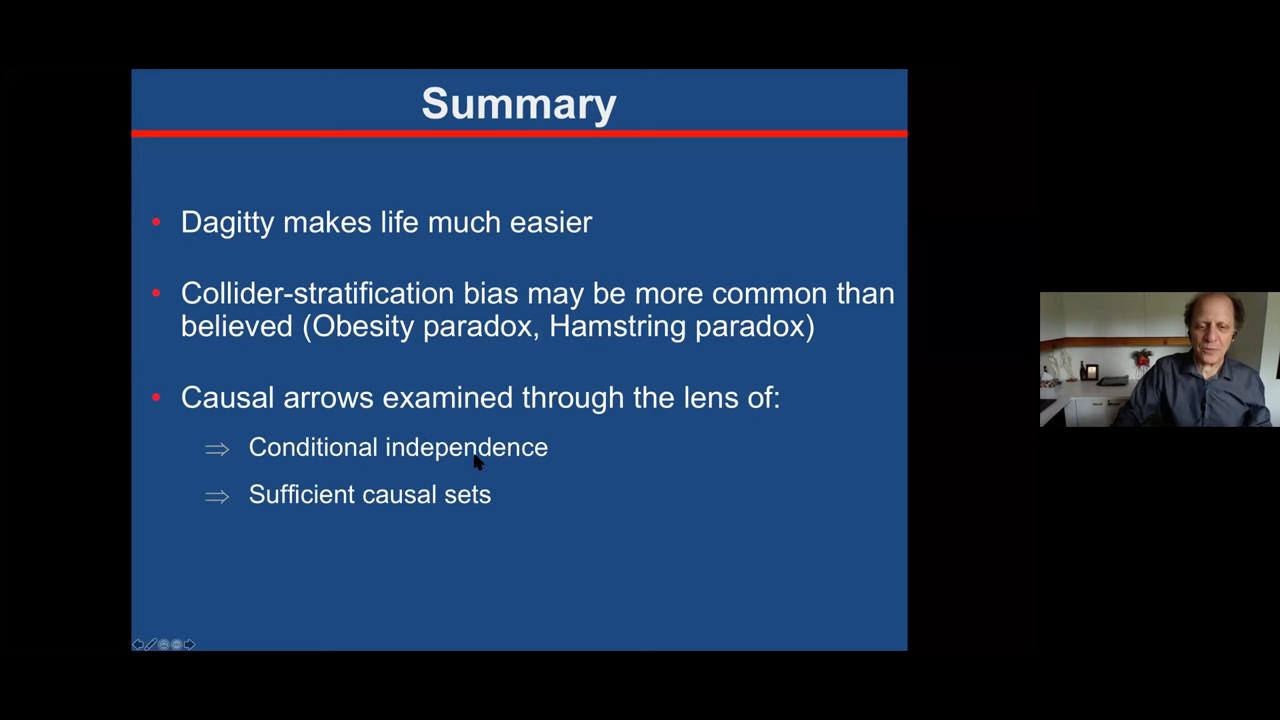 Summary
• Dagitty makes life much easier
• Collider-stratification bias may be more common than
believed (Obesity paradox, Hamstring paradox)
• Causal arrows examined through the lens of:
⇒ Conditional independence
⇒ Sufficient causal sets